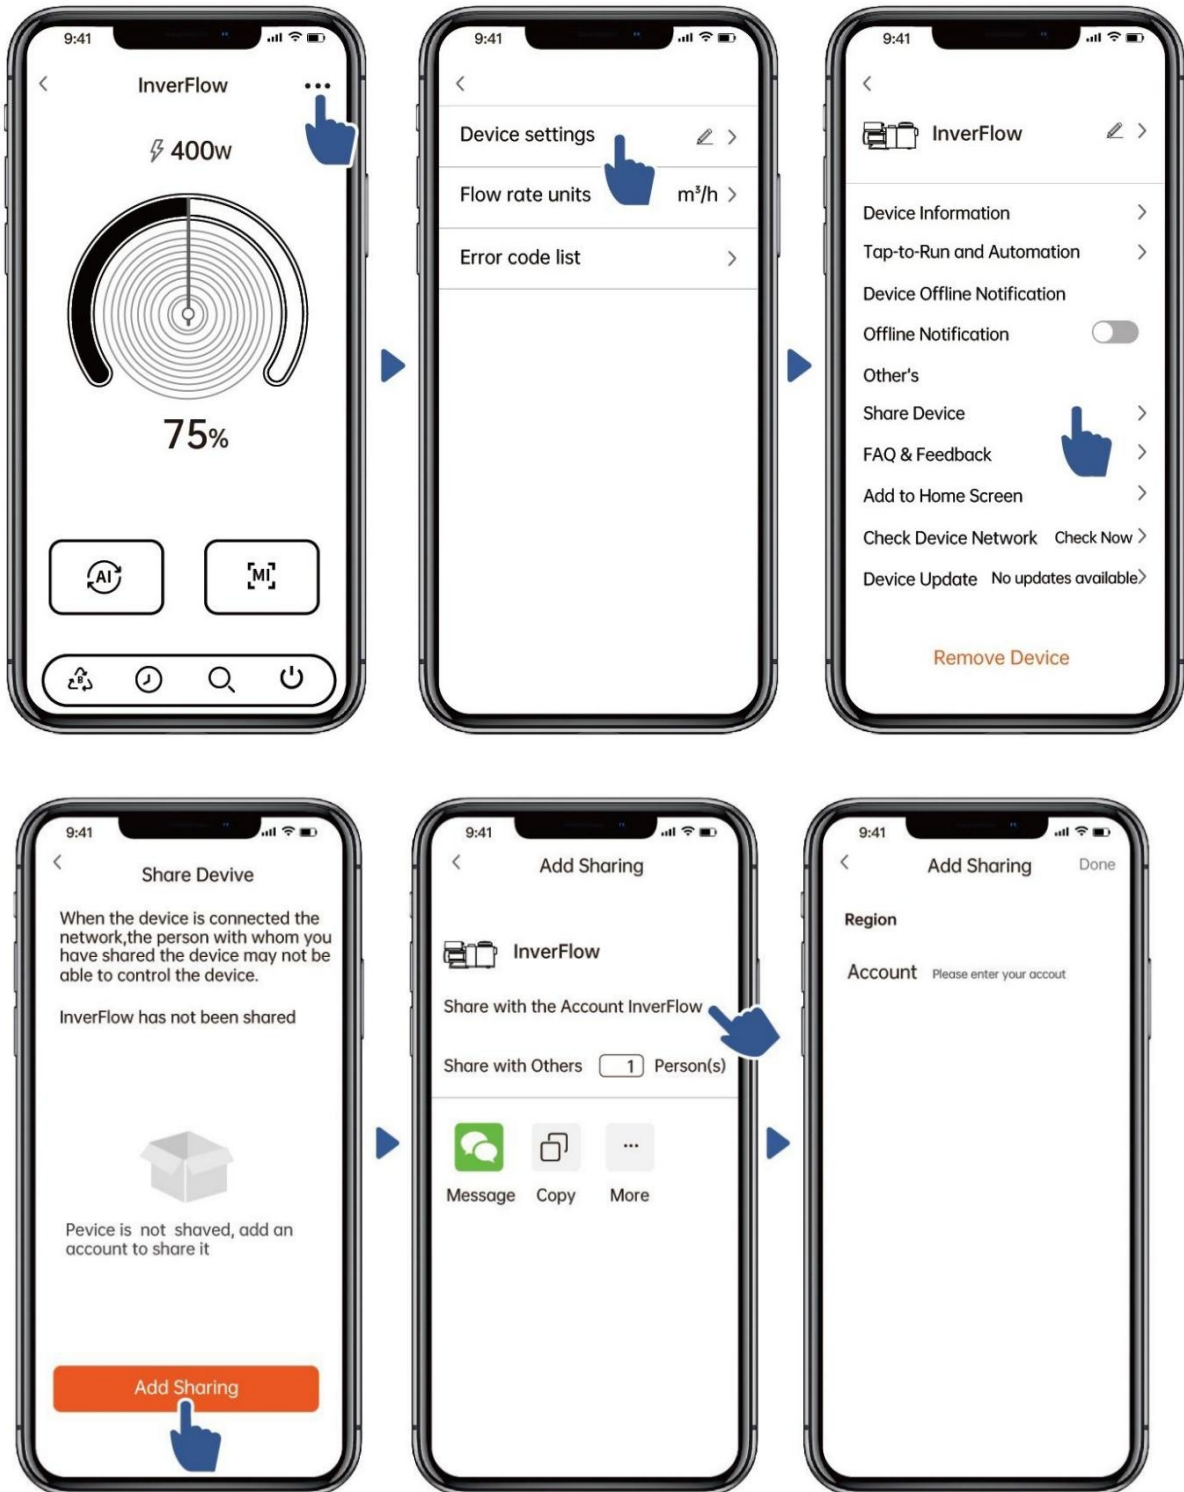 9:41
InverFlow
400w
75%
AI
MI
B
9:41
Device settings
Flow rate units m³/h
Error code list
9:41
InverFlow
Device Information
Tap-to-Run and Automation
Device Offline Notification
Offline Notification
Other's
Share Device
FAQ & Feedback
Add to Home Screen
Check Device Network Check Now
Device Update No updates available
Remove Device
9:41
Share Devive
When the device is connected the
network,the person with whom you
have shared the device may not be
able to control the device.
InverFlow has not been shared
Pevice is not shaved, add an
account to share it
Add Sharing
9:41
Add Sharing
InverFlow
Share with the Account InverFlow
Share with Others 1 Person(s)
Message Copy More
9:41
Add Sharing Done
Region
Account Please enter your accout